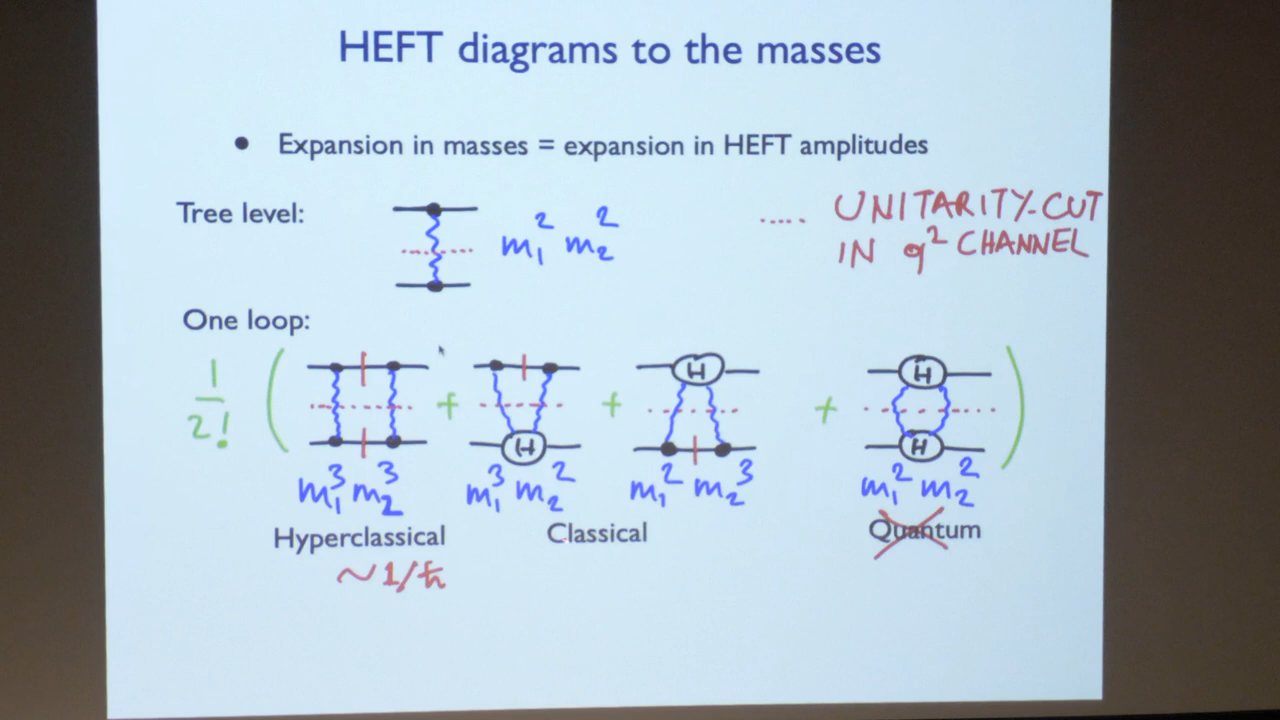 HEFT diagrams to the masses
• Expansion in masses = expansion in HEFT amplitudes
Tree level:
m₁² m₂²
..... UNITARITY-CUT
IN q² CHANNEL
One loop:
1/2! ( + + + )
H H H H
m₁³ m₂³ m₁³ m₂² m₁² m₂³ m₁² m₂²
Hyperclassical Classical Quantum
~1/ħ